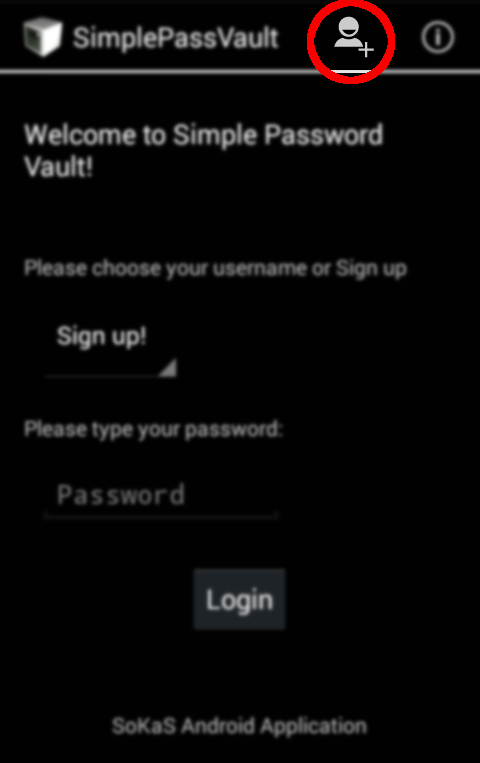 SimplePassVault
Welcome to Simple Password
Vault!
Please choose your username or Sign up
Sign up!
Please type your password:
Password
Login
SoKaS Android Application